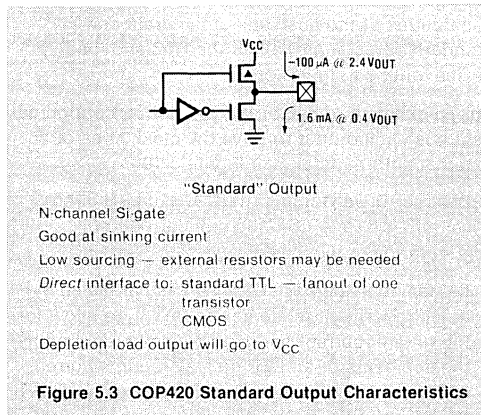 VCC
−100 µA @ 2.4 VOUT
1.6 mA @ 0.4 VOUT
"Standard" Output
N-channel Si-gate
Good at sinking current
Low sourcing — external resistors may be needed
Direct interface to: standard TTL — fanout of one
transistor
CMOS
Depletion load output will go to VCC
Figure 5.3 COP420 Standard Output Characteristics